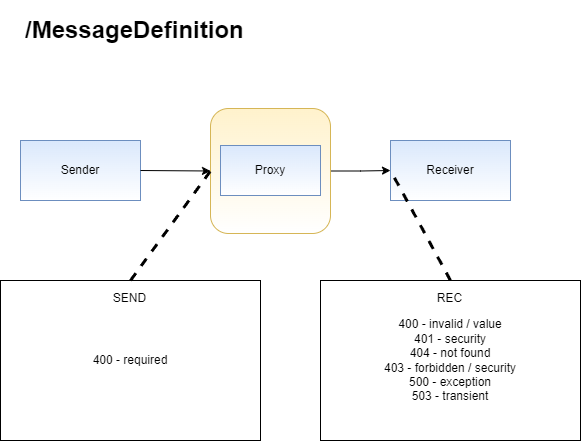 /MessageDefinition
Sender
Proxy
Receiver
SEND
400 - required
REC
400 - invalid / value
401 - security
404 - not found
403 - forbidden / security
500 - exception
503 - transient